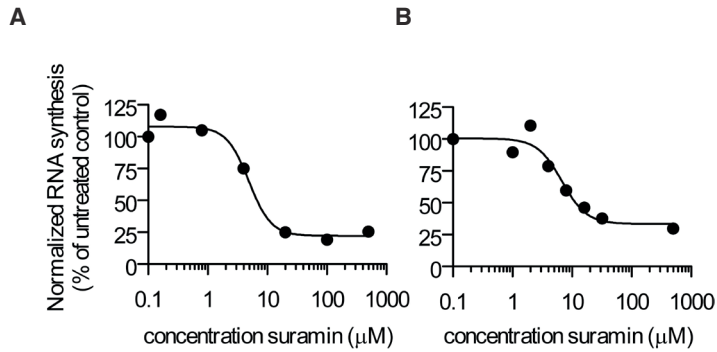 A
B
Normalized RNA synthesis
(% of untreated control)
125
100
75
50
25
0
0.1 1 10 100 1000
concentration suramin (μM)
125
100
75
50
25
0
0.1 1 10 100 1000
concentration suramin (μM)